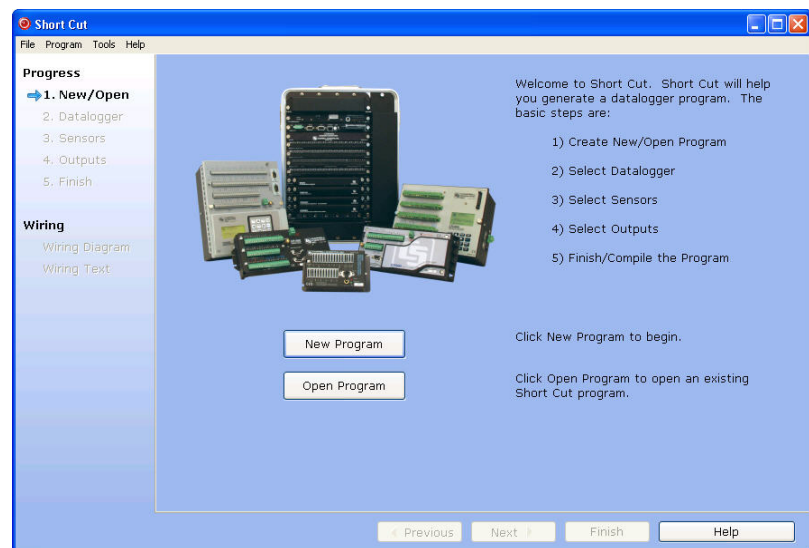 Short Cut
File Program Tools Help
Progress
1. New/Open
2. Datalogger
3. Sensors
4. Outputs
5. Finish
Wiring
Wiring Diagram
Wiring Text
Welcome to Short Cut. Short Cut will help
you generate a datalogger program. The
basic steps are:
1) Create New/Open Program
2) Select Datalogger
3) Select Sensors
4) Select Outputs
5) Finish/Compile the Program
New Program
Click New Program to begin.
Open Program
Click Open Program to open an existing
Short Cut program.
Previous
Next
Finish
Help